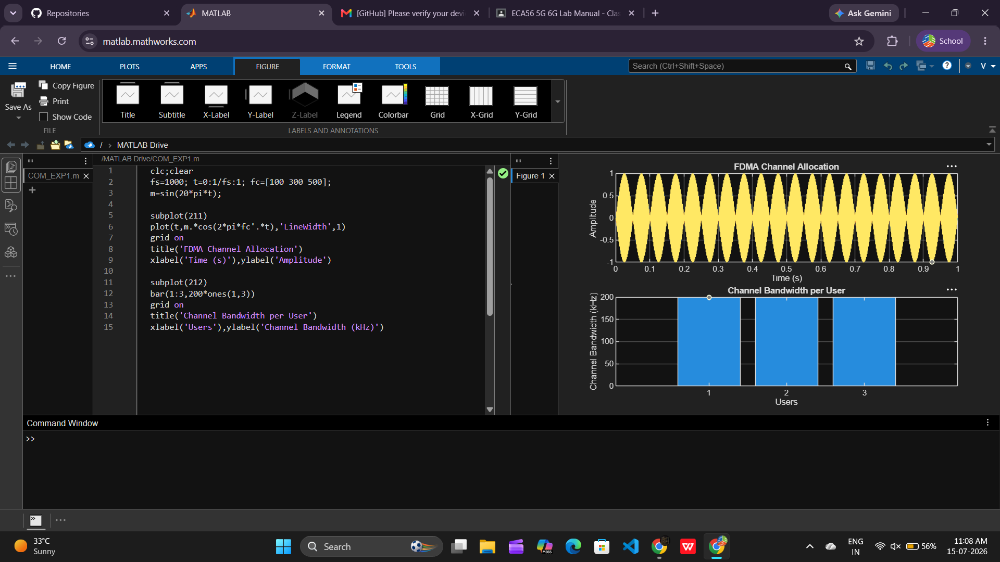 Repositories
MATLAB
[GitHub] Please verify your devi
ECA56 5G 6G Lab Manual - Clas
Ask Gemini
matlab.mathworks.com
School
HOME
PLOTS
APPS
FIGURE
FORMAT
TOOLS
Search (Ctrl+Shift+Space)
V
Save As
Copy Figure
Print
Show Code
FILE
Title
Subtitle
X-Label
Y-Label
Z-Label
Legend
Colorbar
Grid
X-Grid
Y-Grid
LABELS AND ANNOTATIONS
/ › MATLAB Drive
COM_EXP1.m
/MATLAB Drive/COM_EXP1.m
1 clc;clear
2 fs=1000; t=0:1/fs:1; fc=[100 300 500];
3 m=sin(20*pi*t);
4
5 subplot(211)
6 plot(t,m.*cos(2*pi*fc'.*t),'LineWidth',1)
7 grid on
8 title('FDMA Channel Allocation')
9 xlabel('Time (s)'),ylabel('Amplitude')
10
11 subplot(212)
12 bar(1:3,200*ones(1,3))
13 grid on
14 title('Channel Bandwidth per User')
15 xlabel('Users'),ylabel('Channel Bandwidth (kHz)')
Figure 1
FDMA Channel Allocation
Amplitude
1
0.5
0
-0.5
-1
0 0.1 0.2 0.3 0.4 0.5 0.6 0.7 0.8 0.9 1
Time (s)
Channel Bandwidth per User
Channel Bandwidth (kHz)
200
150
100
50
0
1 2 3
Users
Command Window
>>
33°C
Sunny
Search
M365
W
ENG
IN
56%
11:08 AM
15-07-2026